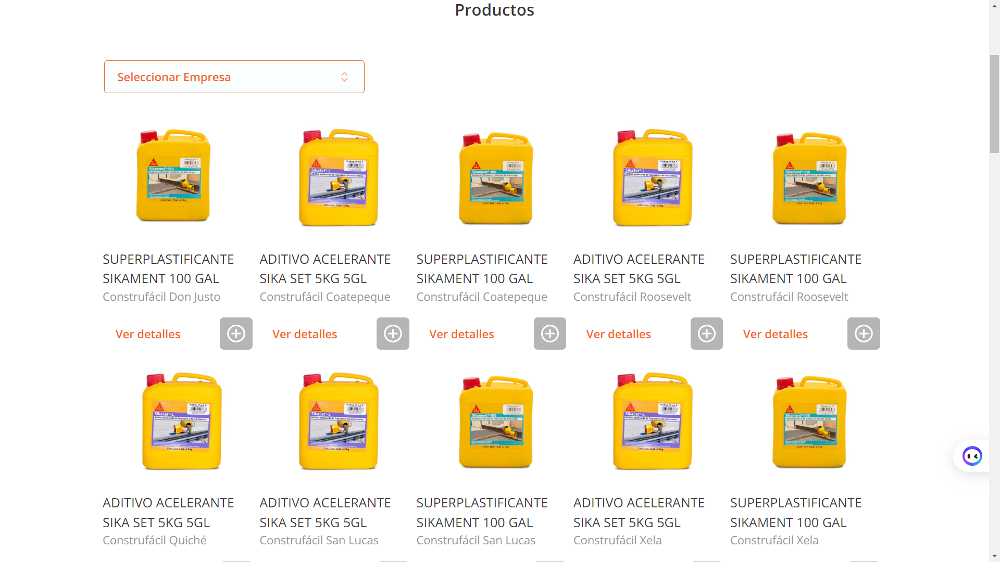 Productos
Seleccionar Empresa
SUPERPLASTIFICANTE
SIKAMENT 100 GAL
Construfácil Don Justo
Ver detalles
ADITIVO ACELERANTE
SIKA SET 5KG 5GL
Construfácil Coatepeque
Ver detalles
SUPERPLASTIFICANTE
SIKAMENT 100 GAL
Construfácil Coatepeque
Ver detalles
ADITIVO ACELERANTE
SIKA SET 5KG 5GL
Construfácil Roosevelt
Ver detalles
SUPERPLASTIFICANTE
SIKAMENT 100 GAL
Construfácil Roosevelt
Ver detalles
ADITIVO ACELERANTE
SIKA SET 5KG 5GL
Construfácil Quiché
ADITIVO ACELERANTE
SIKA SET 5KG 5GL
Construfácil San Lucas
SUPERPLASTIFICANTE
SIKAMENT 100 GAL
Construfácil San Lucas
ADITIVO ACELERANTE
SIKA SET 5KG 5GL
Construfácil Xela
SUPERPLASTIFICANTE
SIKAMENT 100 GAL
Construfácil Xela